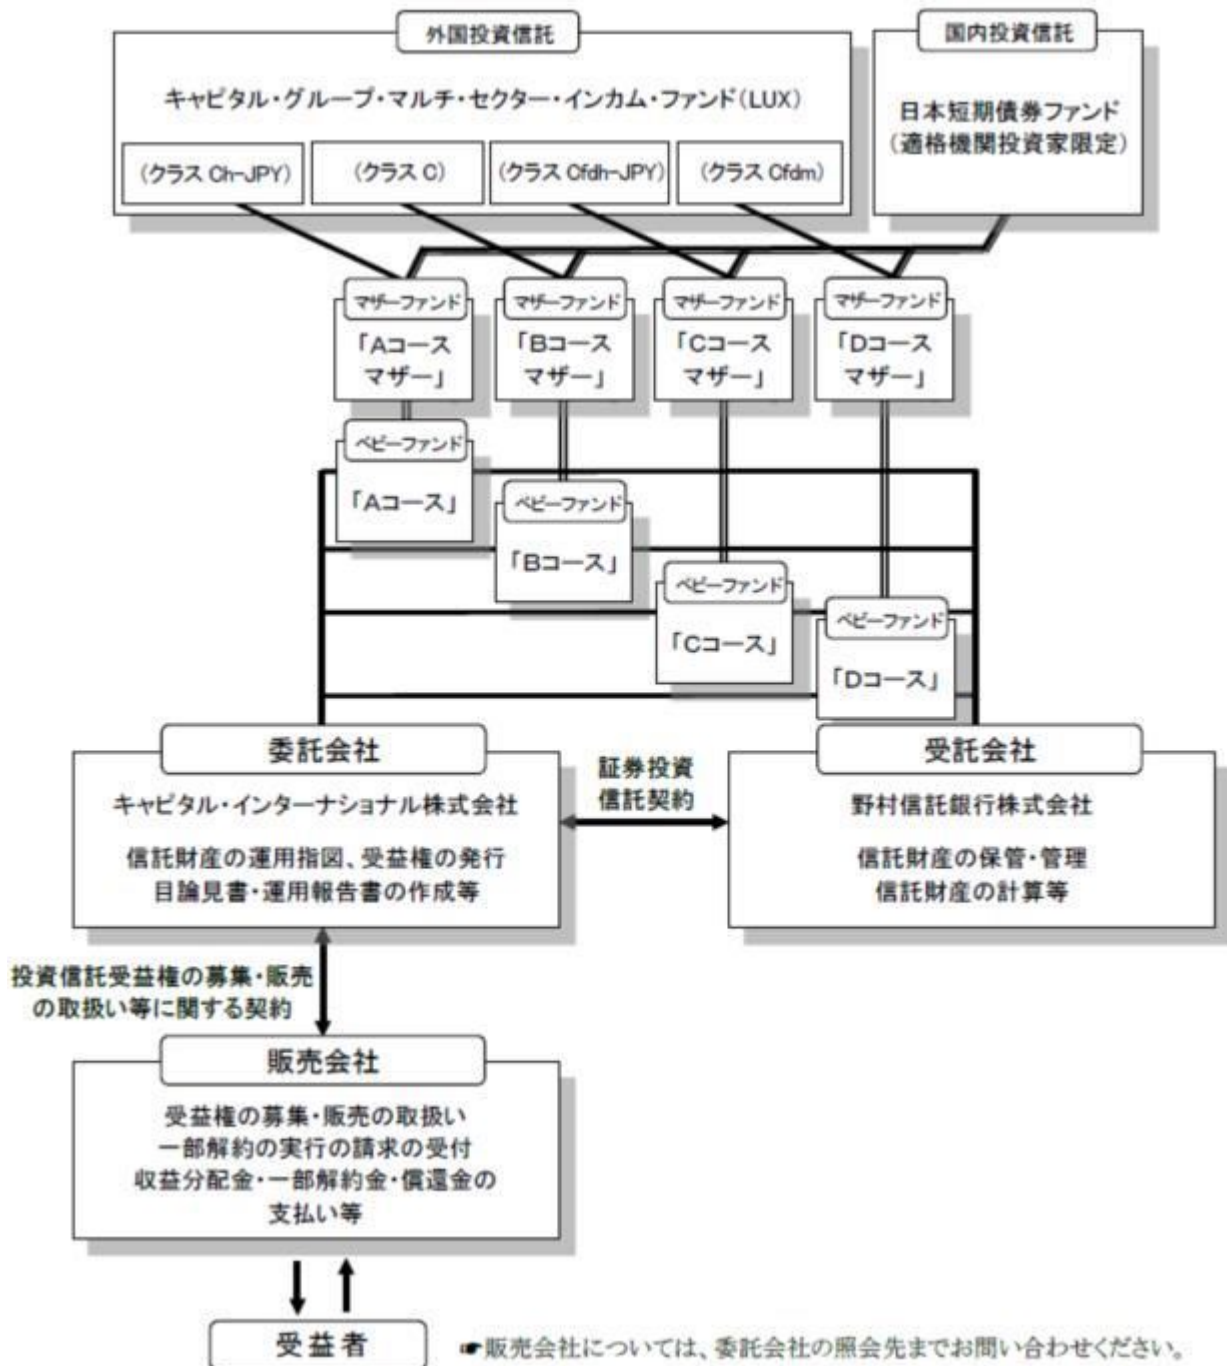 外国投資信託
国内投資信託
キャピタル・グループ・マルチ・セクター・インカム・ファンド(LUX)
日本短期債券ファンド
(適格機関投資家限定)
(クラス Ch-JPY)
(クラス C)
(クラス Cfdh-JPY)
(クラス Cfdm)
マザーファンド
マザーファンド
マザーファンド
マザーファンド
「Aコース
マザー」
「Bコース
マザー」
「Cコース
マザー」
「Dコース
マザー」
ベビーファンド
「Aコース」
ベビーファンド
「Bコース」
ベビーファンド
「Cコース」
ベビーファンド
「Dコース」
委託会社
キャピタル・インターナショナル株式会社
信託財産の運用指図、受益権の発行
目論見書・運用報告書の作成等
証券投資
信託契約
受託会社
野村信託銀行株式会社
信託財産の保管・管理
信託財産の計算等
投資信託受益権の募集・販売
の取扱い等に関する契約
販売会社
受益権の募集・販売の取扱い
一部解約の実行の請求の受付
収益分配金・一部解約金・償還金の
支払い等
受益者
☛販売会社については、委託会社の照会先までお問い合わせください。